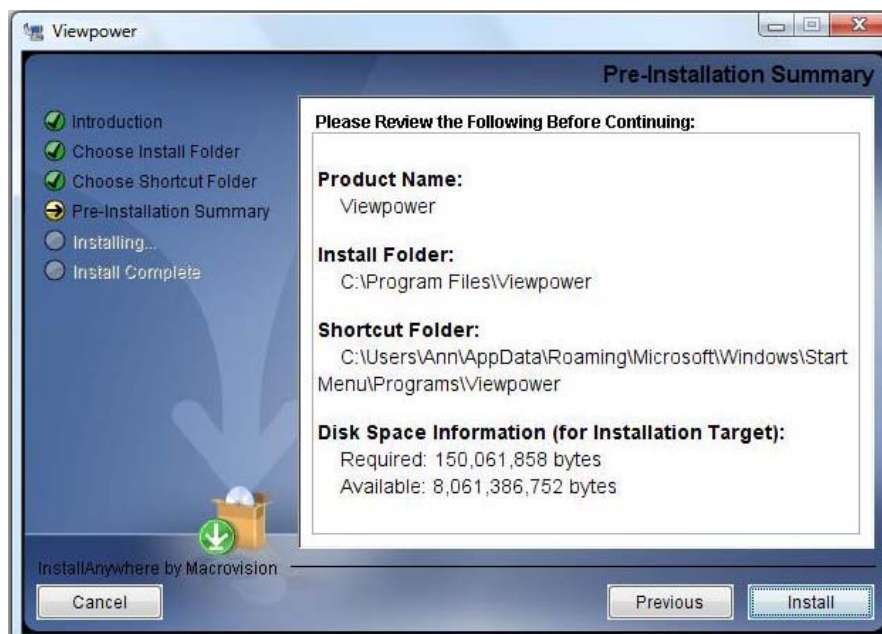 Viewpower
Pre-Installation Summary
Introduction
Choose Install Folder
Choose Shortcut Folder
Pre-Installation Summary
Installing...
Install Complete
Please Review the Following Before Continuing:
Product Name:
Viewpower
Install Folder:
C:\Program Files\Viewpower
Shortcut Folder:
C:\Users\Ann\AppData\Roaming\Microsoft\Windows\Start
Menu\Programs\Viewpower
Disk Space Information (for Installation Target):
Required: 150,061,858 bytes
Available: 8,061,386,752 bytes
InstallAnywhere by Macrovision
Cancel
Previous
Install